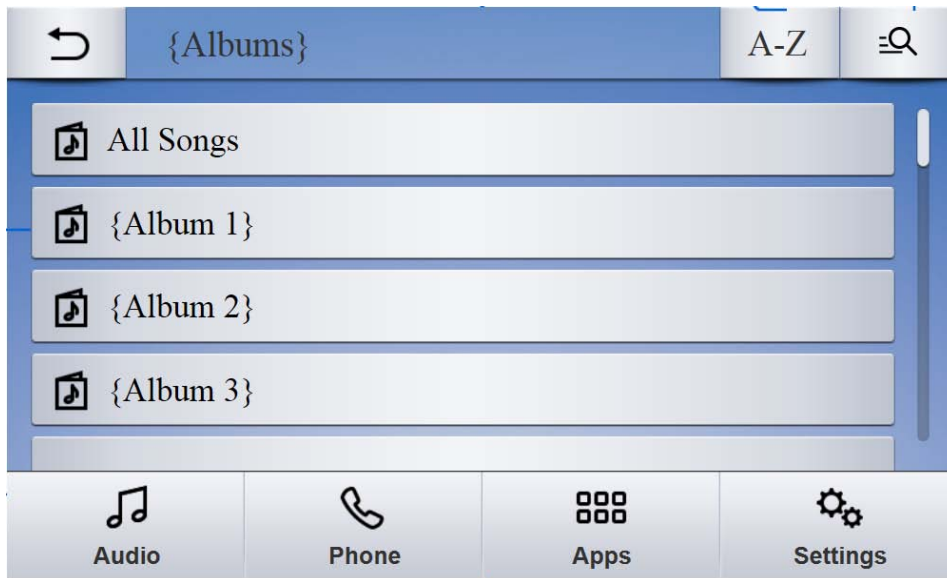 {Albums} A-Z
All Songs
{Album 1}
{Album 2}
{Album 3}
Audio Phone Apps Settings